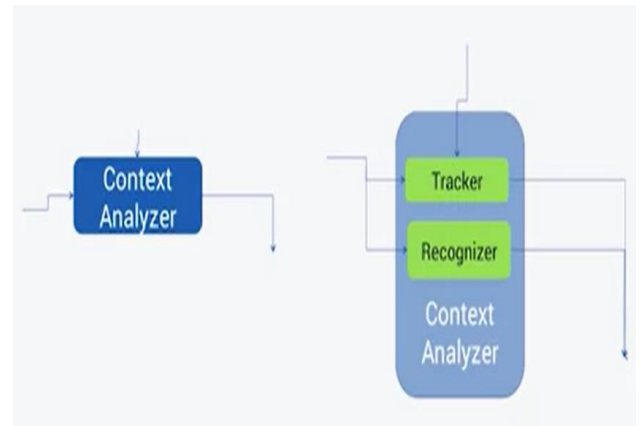 Context
Analyzer
Tracker
Recognizer
Context
Analyzer